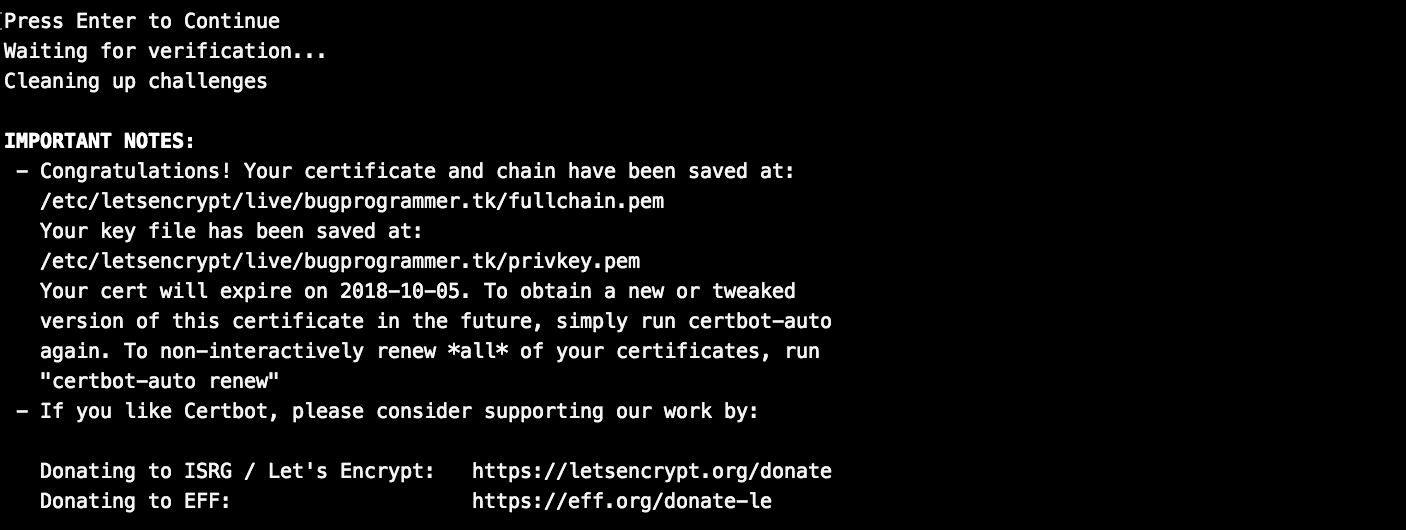 Press Enter to Continue
Waiting for verification...
Cleaning up challenges
IMPORTANT NOTES:
- Congratulations! Your certificate and chain have been saved at:
/etc/letsencrypt/live/bugprogrammer.tk/fullchain.pem
Your key file has been saved at:
/etc/letsencrypt/live/bugprogrammer.tk/privkey.pem
Your cert will expire on 2018-10-05. To obtain a new or tweaked
version of this certificate in the future, simply run certbot-auto
again. To non-interactively renew *all* of your certificates, run
"certbot-auto renew"
- If you like Certbot, please consider supporting our work by:
Donating to ISRG / Let's Encrypt:   https://letsencrypt.org/donate
Donating to EFF:                    https://eff.org/donate-le